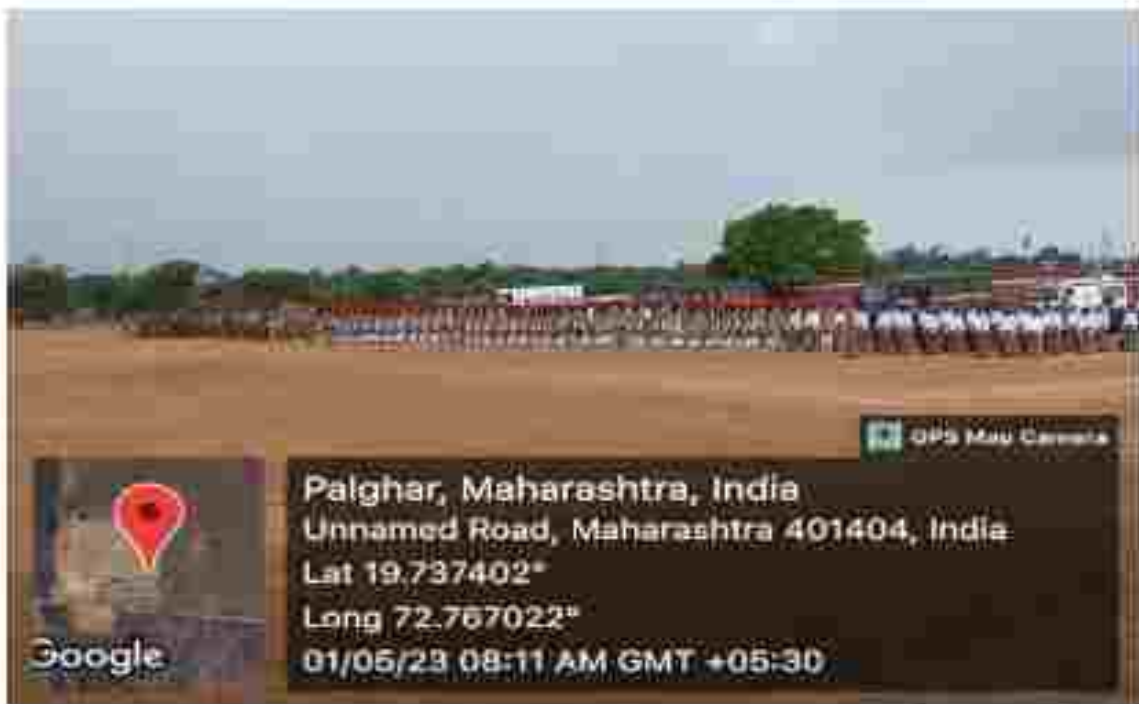 GPS Map Camera
Palghar, Maharashtra, India
Unnamed Road, Maharashtra 401404, India
Lat 19.737402°
Long 72.767022°
01/05/23 08:11 AM GMT +05:30
Google